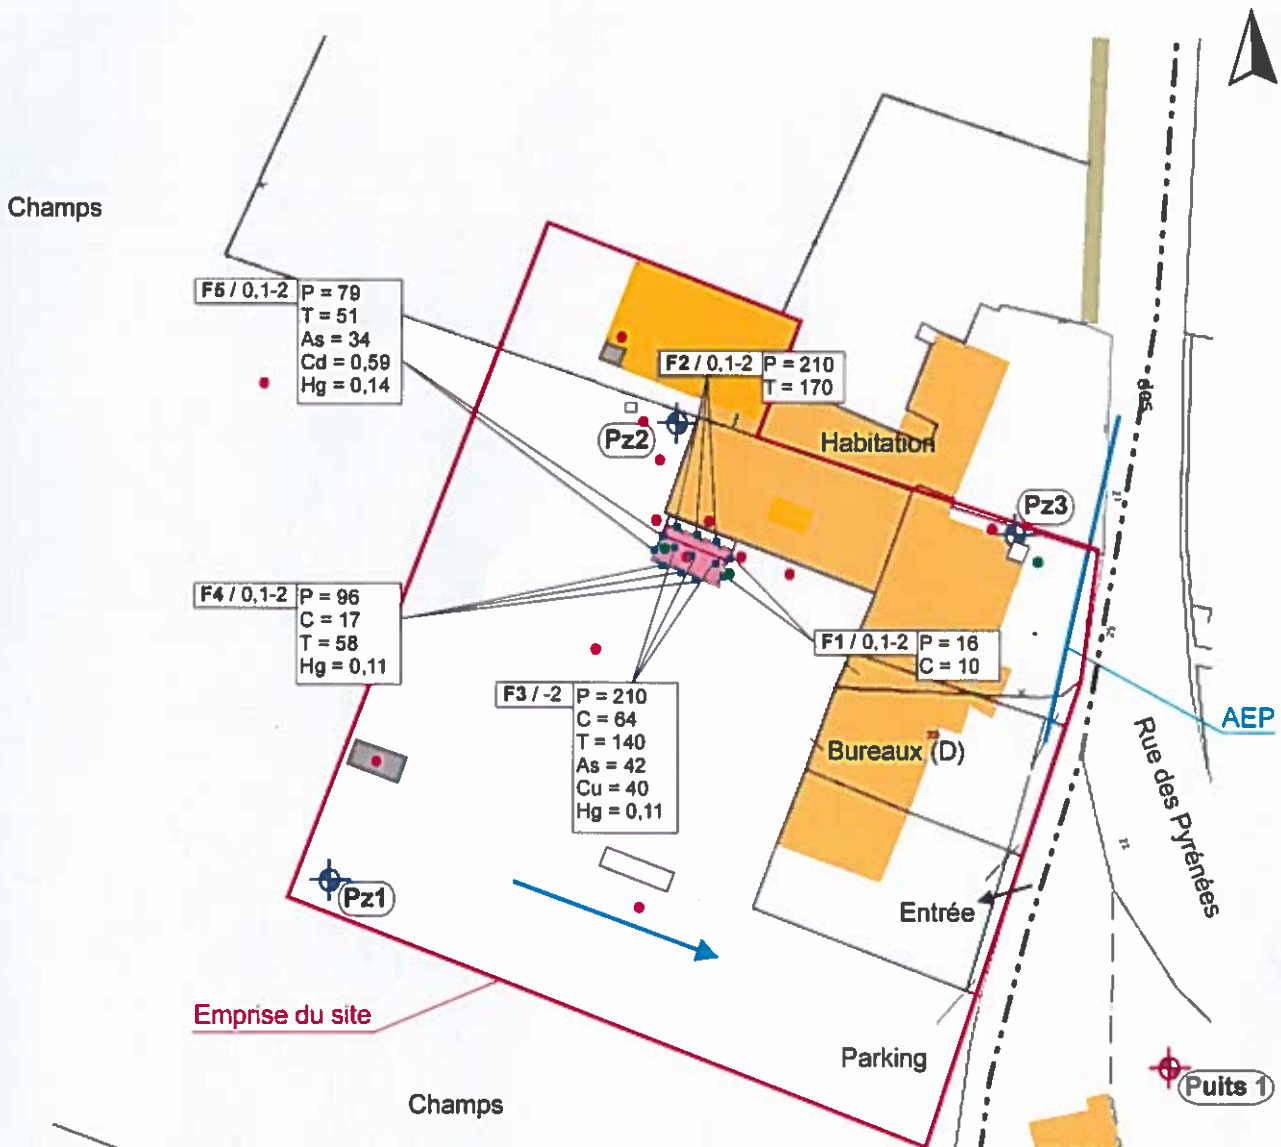 Champs
F5 / 0,1-2
P = 79
T = 51
As = 34
Cd = 0,59
Hg = 0,14
F2 / 0,1-2
P = 210
T = 170
des
Pz2
Habitation
Pz3
F4 / 0,1-2
P = 96
C = 17
T = 58
Hg = 0,11
F1 / 0,1-2
P = 16
C = 10
F3 / -2
P = 210
C = 64
T = 140
As = 42
Cu = 40
Hg = 0,11
AEP
Bureaux (D)
Rue des Pyrénées
Pz1
Entrée
Emprise du site
Parking
Puits 1
Champs